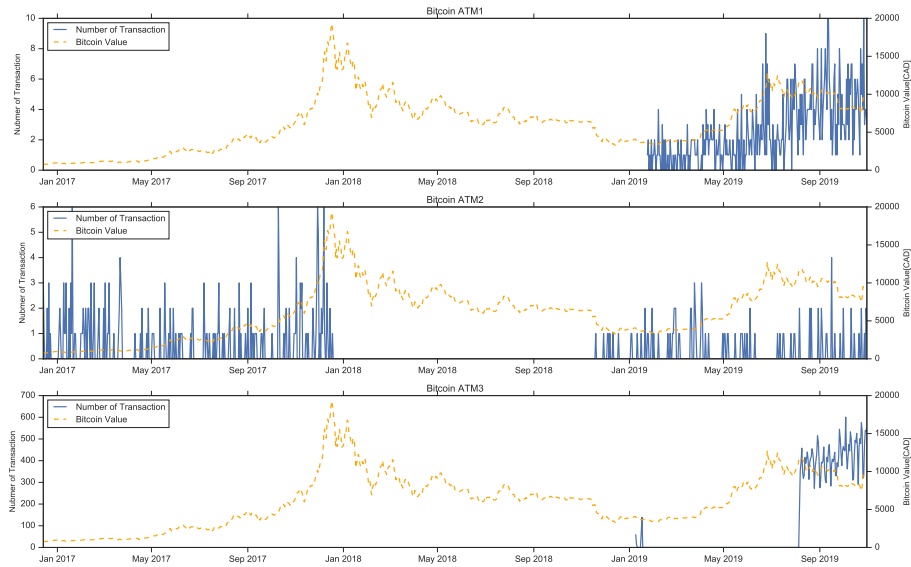 Bitcoin ATM1
Number of Transaction
Bitcoin Value
Nubmer of Transaction
0
2
4
6
8
10
Bitcoin Value[CAD]
0
5000
10000
15000
20000
Jan 2017 May 2017 Sep 2017 Jan 2018 May 2018 Sep 2018 Jan 2019 May 2019 Sep 2019
Bitcoin ATM2
Number of Transaction
Bitcoin Value
Nubmer of Transaction
0
1
2
3
4
5
6
Bitcoin Value[CAD]
0
5000
10000
15000
20000
Jan 2017 May 2017 Sep 2017 Jan 2018 May 2018 Sep 2018 Jan 2019 May 2019 Sep 2019
Bitcoin ATM3
Number of Transaction
Bitcoin Value
Nubmer of Transaction
0
100
200
300
400
500
600
700
Bitcoin Value[CAD]
0
5000
10000
15000
20000
Jan 2017 May 2017 Sep 2017 Jan 2018 May 2018 Sep 2018 Jan 2019 May 2019 Sep 2019